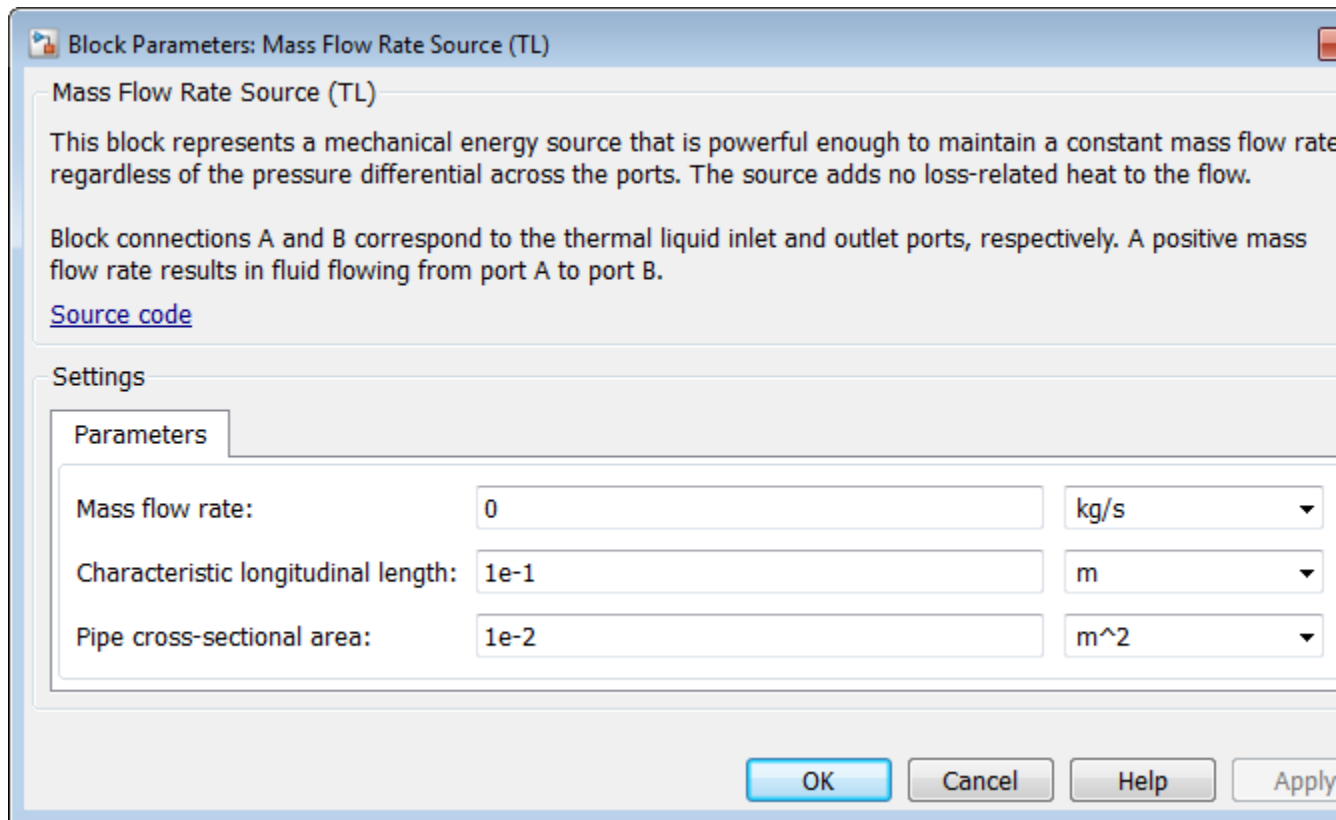 Block Parameters: Mass Flow Rate Source (TL)
Mass Flow Rate Source (TL)
This block represents a mechanical energy source that is powerful enough to maintain a constant mass flow rate
regardless of the pressure differential across the ports. The source adds no loss-related heat to the flow.
Block connections A and B correspond to the thermal liquid inlet and outlet ports, respectively. A positive mass
flow rate results in fluid flowing from port A to port B.
Source code
Settings
Parameters
Mass flow rate: 0 kg/s
Characteristic longitudinal length: 1e-1 m
Pipe cross-sectional area: 1e-2 m^2
OK Cancel Help Apply